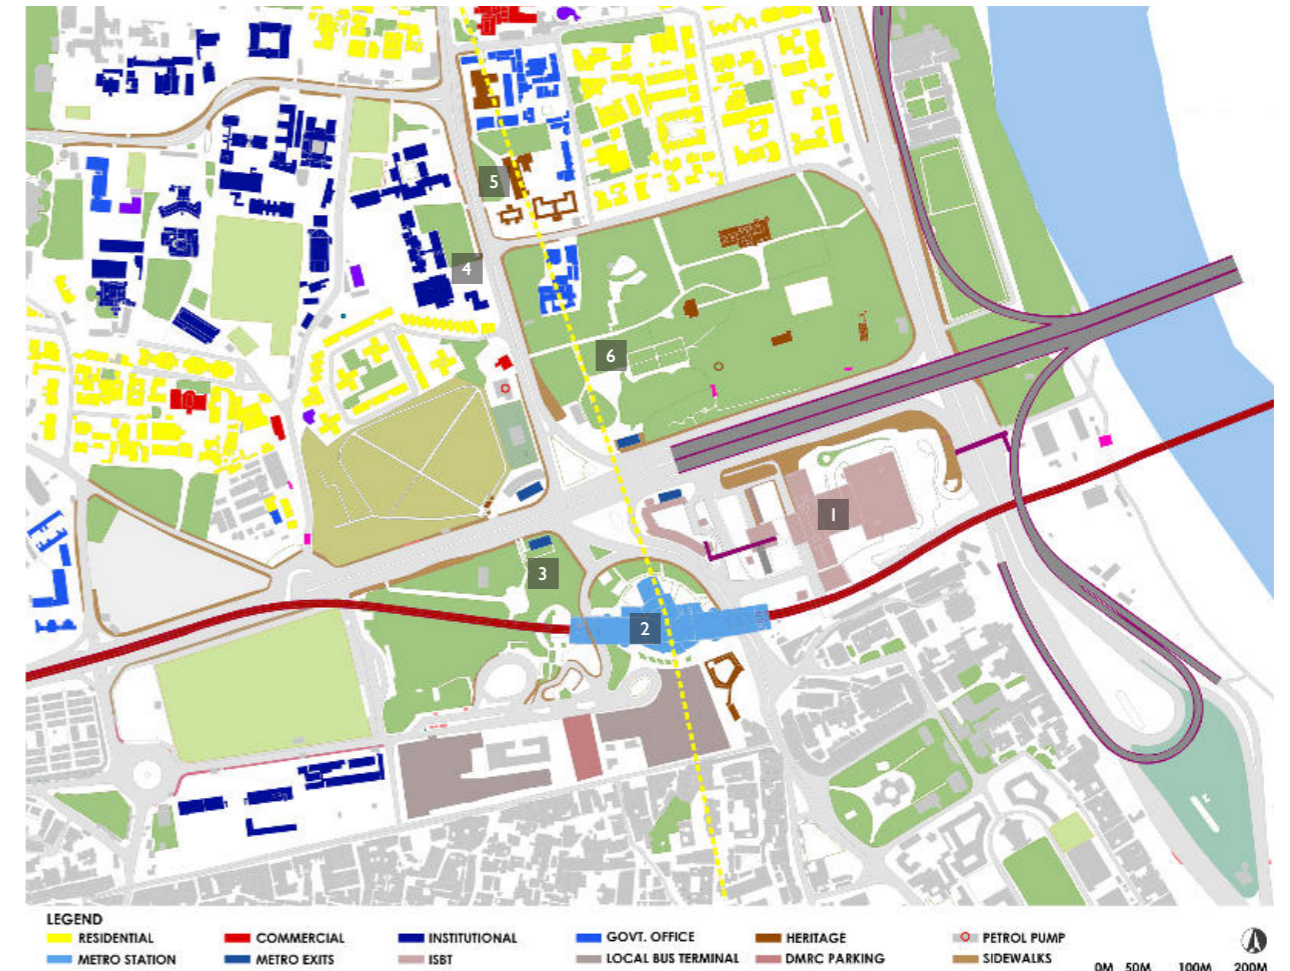 5
4
6
1
3
2
LEGEND
RESIDENTIAL COMMERCIAL INSTITUTIONAL GOVT. OFFICE HERITAGE PETROL PUMP
METRO STATION METRO EXITS ISBT LOCAL BUS TERMINAL DMRC PARKING SIDEWALKS
0M 50M 100M 200M